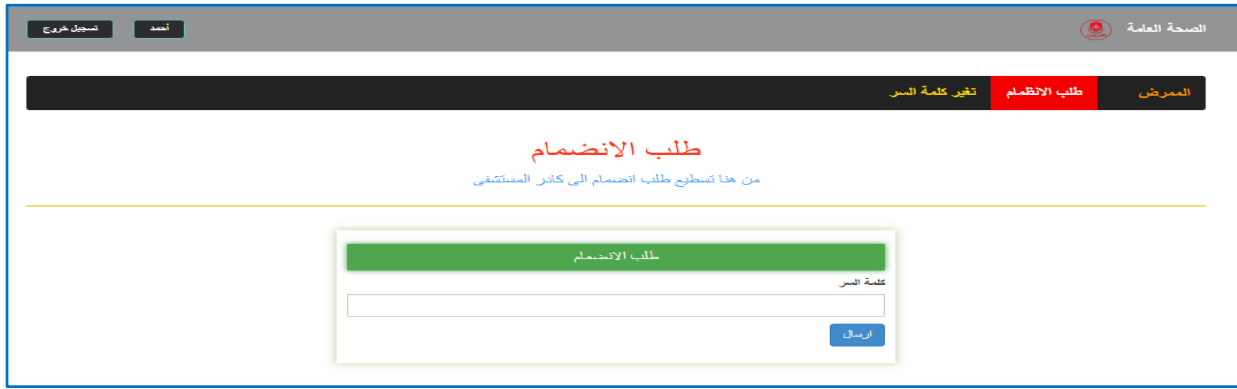 الصحة العامة
أحمد
تسجيل خروج
الممرض
طلب الانظمام
تغير كلمة السر
طلب الانضمام
من هنا تسطيع طلب انضمام الى كادر المستشفى
طلب الانضمام
كلمة السر
ارسال